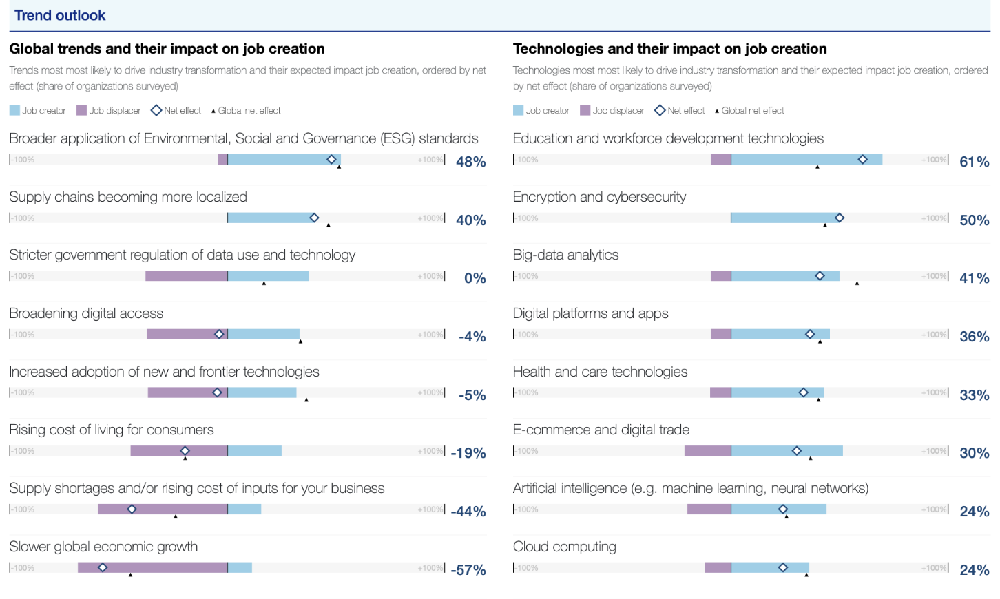 Trend outlook
Global trends and their impact on job creation
Trends most most likely to drive industry transformation and their expected impact job creation, ordered by net
effect (share of organizations surveyed)
Job creator Job displacer Net effect Global net effect
Broader application of Environmental, Social and Governance (ESG) standards
-100% +100% 48%
Supply chains becoming more localized
-100% +100% 40%
Stricter government regulation of data use and technology
-100% +100% 0%
Broadening digital access
-100% +100% -4%
Increased adoption of new and frontier technologies
-100% +100% -5%
Rising cost of living for consumers
-100% +100% -19%
Supply shortages and/or rising cost of inputs for your business
-100% +100% -44%
Slower global economic growth
-100% +100% -57%
Technologies and their impact on job creation
Technologies most most likely to drive industry transformation and their expected impact job creation, ordered
by net effect (share of organizations surveyed)
Job creator Job displacer Net effect Global net effect
Education and workforce development technologies
-100% +100% 61%
Encryption and cybersecurity
-100% +100% 50%
Big-data analytics
-100% +100% 41%
Digital platforms and apps
-100% +100% 36%
Health and care technologies
-100% +100% 33%
E-commerce and digital trade
-100% +100% 30%
Artificial intelligence (e.g. machine learning, neural networks)
-100% +100% 24%
Cloud computing
-100% +100% 24%